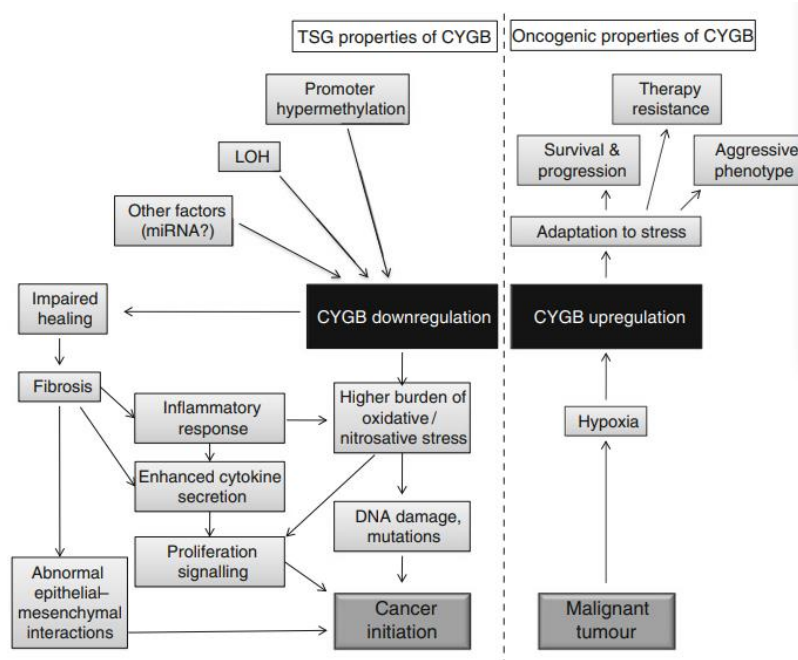 TSG properties of CYGB
Oncogenic properties of CYGB
Promoter
hypermethylation
Therapy
resistance
LOH
Survival &
progression
Aggressive
phenotype
Other factors
(miRNA?)
Adaptation to stress
Impaired
healing
CYGB downregulation
CYGB upregulation
Fibrosis
Inflammatory
response
Higher burden of
oxidative/
nitrosative stress
Hypoxia
Enhanced cytokine
secretion
DNA damage,
mutations
Proliferation
signalling
Abnormal
epithelial–
mesenchymal
interactions
Cancer
initiation
Malignant
tumour